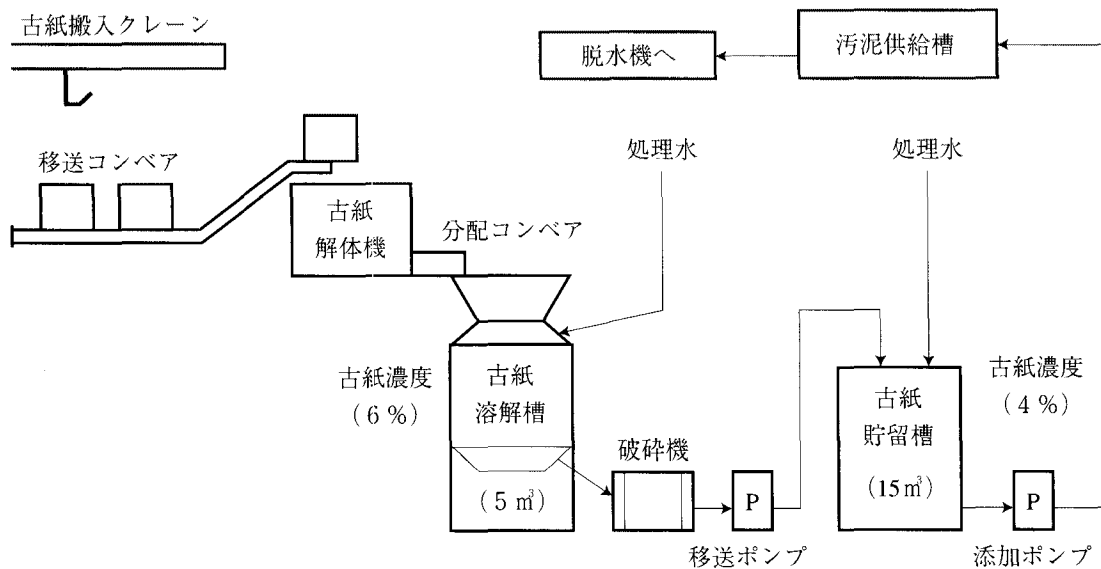 古紙搬入クレーン
脱水機へ
汚泥供給槽
移送コンベア
処理水
処理水
古紙
解体機
分配コンベア
古紙濃度
(6%)
古紙
溶解槽
(5㎥)
破砕機
P
移送ポンプ
古紙
貯留槽
(15㎥)
古紙濃度
(4%)
P
添加ポンプ